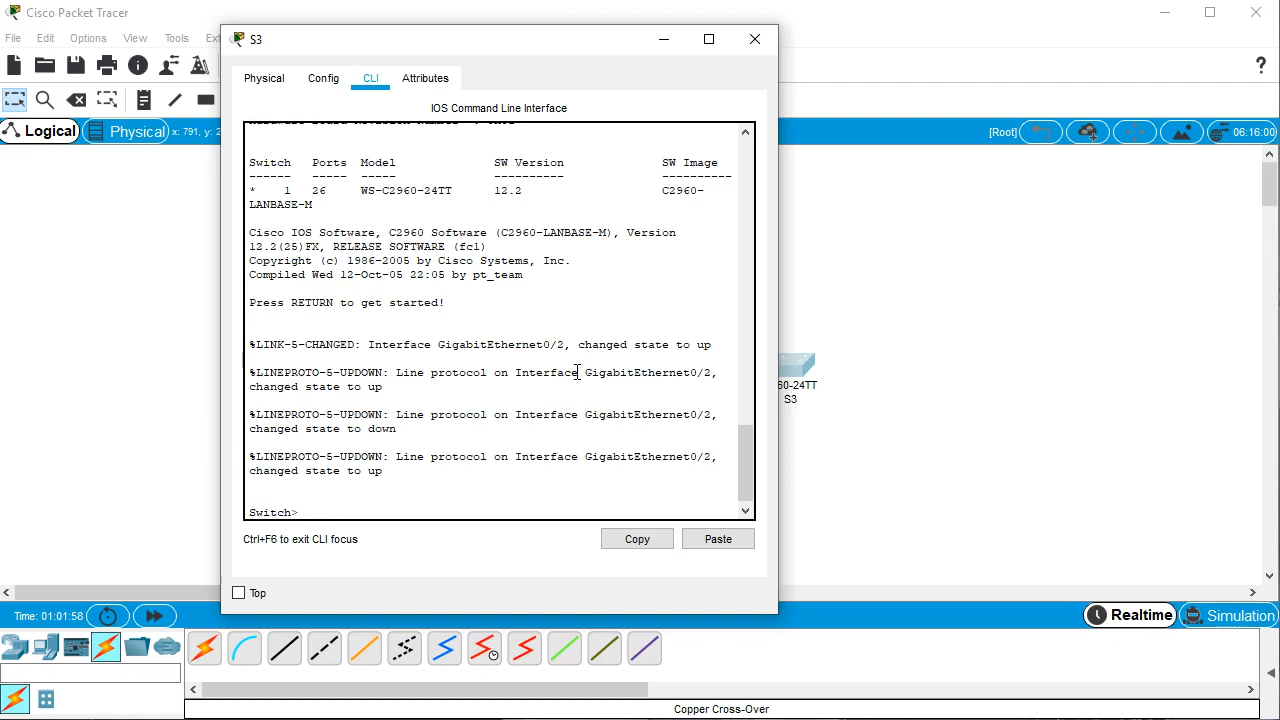 Cisco Packet Tracer
File Edit Options View Tools Ext
S3
Physical Config CLI Attributes
IOS Command Line Interface
Logical Physical x: 791, y: 2
[Root] 06:16:00
Switch Ports Model SW Version SW Image
------ ----- ----- ---------- ----------
* 1 26 WS-C2960-24TT 12.2 C2960-
LANBASE-M
Cisco IOS Software, C2960 Software (C2960-LANBASE-M), Version
12.2(25)FX, RELEASE SOFTWARE (fc1)
Copyright (c) 1986-2005 by Cisco Systems, Inc.
Compiled Wed 12-Oct-05 22:05 by pt_team
Press RETURN to get started!
%LINK-5-CHANGED: Interface GigabitEthernet0/2, changed state to up
%LINEPROTO-5-UPDOWN: Line protocol on Interface GigabitEthernet0/2,
changed state to up
%LINEPROTO-5-UPDOWN: Line protocol on Interface GigabitEthernet0/2,
changed state to down
%LINEPROTO-5-UPDOWN: Line protocol on Interface GigabitEthernet0/2,
changed state to up
Switch>
60-24TT
S3
Ctrl+F6 to exit CLI focus
Copy Paste
Top
Time: 01:01:58
Realtime Simulation
Copper Cross-Over